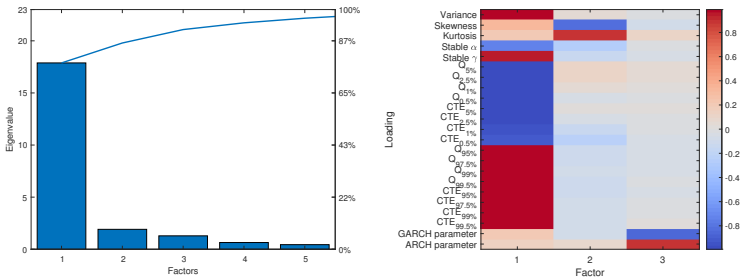 23
20
15
10
5
0
Eigenvalue
100%
87%
65%
43%
22%
0%
1 2 3 4 5
Factors
Loading
Variance
Skewness
Kurtosis
Stable α
Stable γ
Q5%
Q2.5%
Q1%
Q0.5%
CTE5%
CTE2.5%
CTE1%
CTE0.5%
Q95%
Q97.5%
Q99%
Q99.5%
CTE95%
CTE97.5%
CTE99%
CTE99.5%
GARCH parameter
ARCH parameter
1 2 3
Factor
0.8
0.6
0.4
0.2
0
-0.2
-0.4
-0.6
-0.8